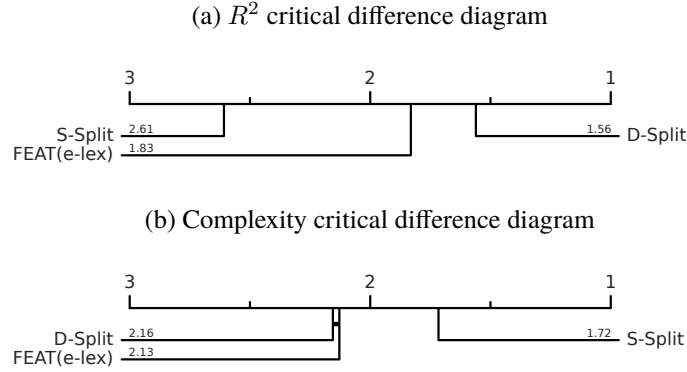 (a) R² critical difference diagram
3 2 1
S-Split 2.61 1.56 D-Split
FEAT(e-lex) 1.83
(b) Complexity critical difference diagram
3 2 1
D-Split 2.16 1.72 S-Split
FEAT(e-lex) 2.13